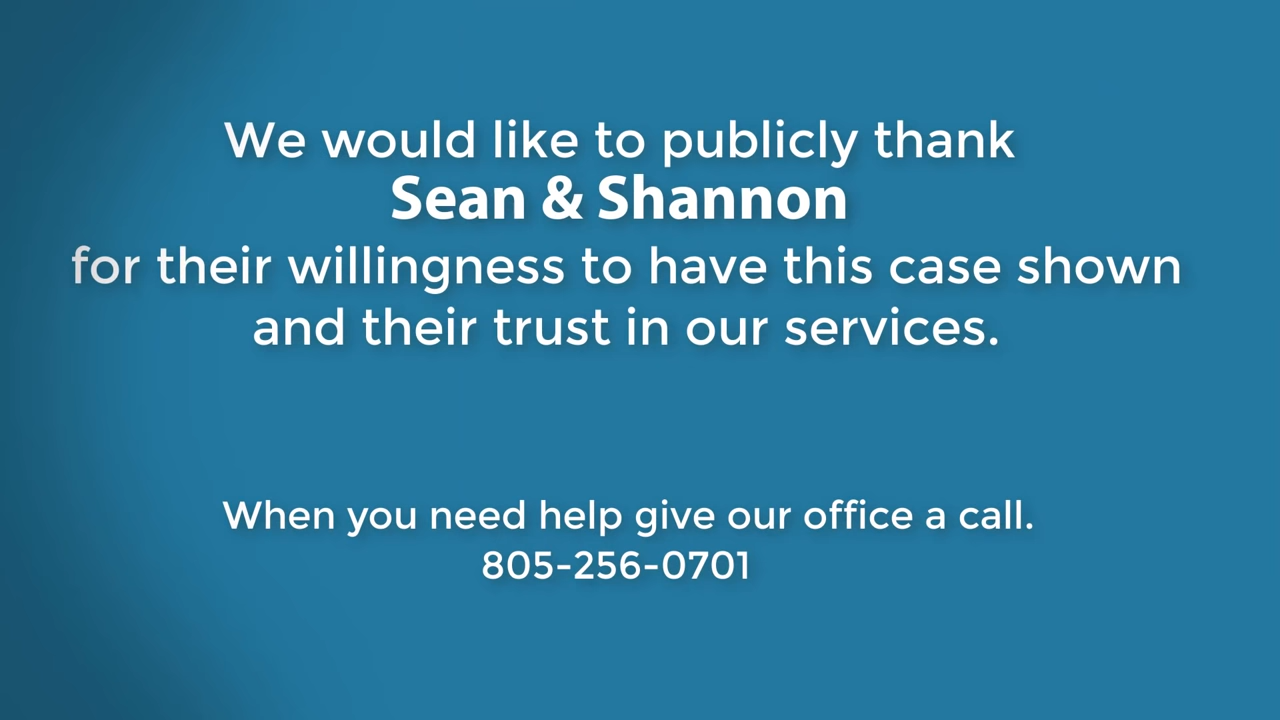 We would like to publicly thank
Sean & Shannon
for their willingness to have this case shown
and their trust in our services.
When you need help give our office a call.
805-256-0701